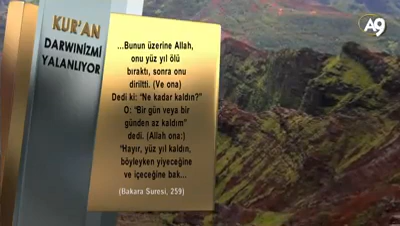 KUR'AN
DARWINİZMİ
YALANLIYOR
...Bunun üzerine Allah,
onu yüz yıl ölü
bıraktı, sonra onu
diriltti. (Ve ona)
Dedi ki: "Ne kadar kaldın?"
O: "Bir gün veya bir
günden az kaldım"
dedi. (Allah ona:)
"Hayır, yüz yıl kaldın,
böyleyken yiyeceğine
ve içeceğine bak...
(Bakara Suresi, 259)
A9